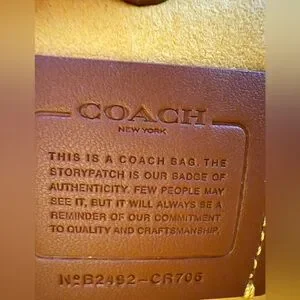 COACH
NEW YORK
THIS IS A COACH BAG. THE
STORYPATCH IS OUR BADGE OF
AUTHENTICITY. FEW PEOPLE MAY
SEE IT, BUT IT WILL ALWAYS BE A
REMINDER OF OUR COMMITMENT
TO QUALITY AND CRAFTSMANSHIP.
Nº B2492-CR706